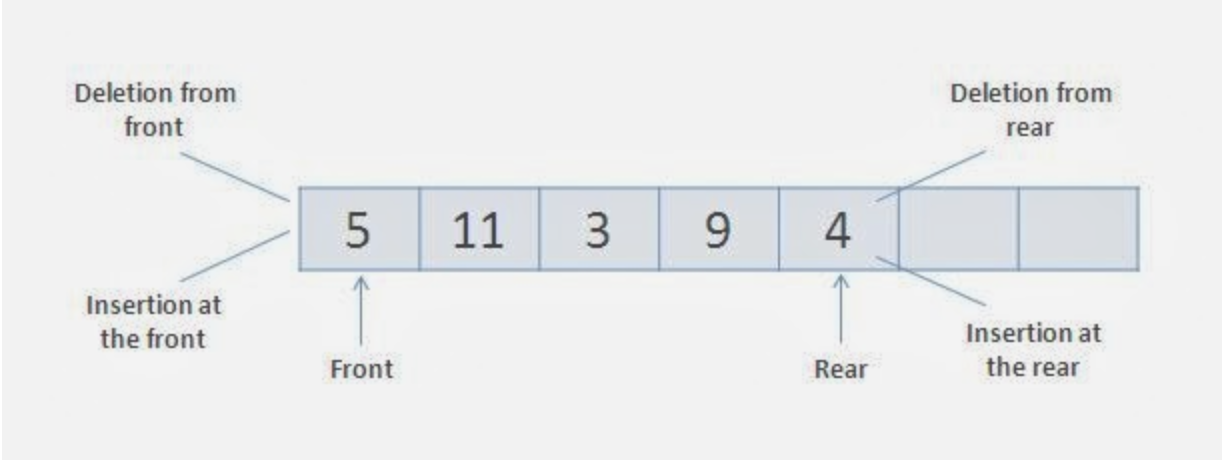 Deletion from
front
Deletion from
rear
5 11 3 9 4
Insertion at
the front
Front
Rear
Insertion at
the rear